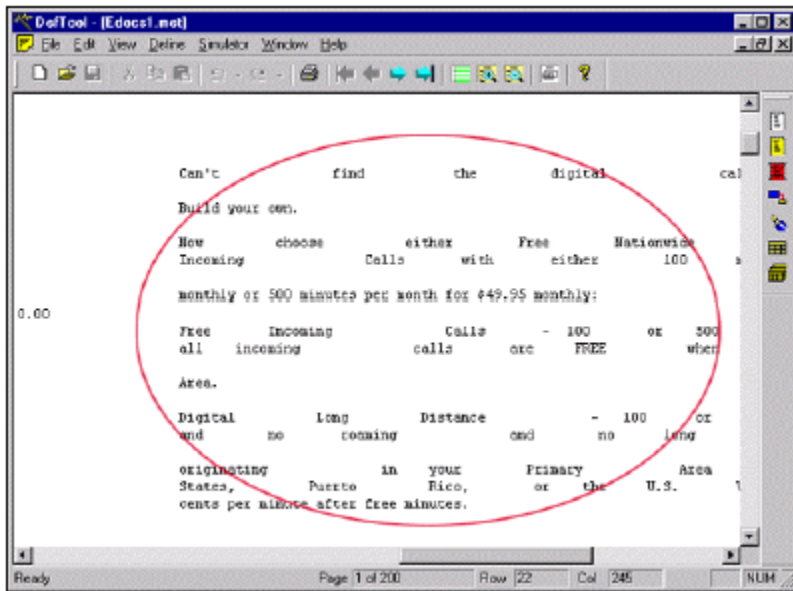 DefTool - [Edocs1.met]
File Edit View Define Simulator Window Help
Can't find the digital cal
Build your own.
Now choose either Free Nationwide
Incoming Calls with either 100
monthly or 500 minutes per month for $49.95 monthly:
0.00
Free Incoming Calls - 100 or 500
all incoming calls are FREE when
Area.
Digital Long Distance - 100 or
and no roaming and no long
originating in your Primary Area
States, Puerto Rico, or the U.S.
cents per minute after free minutes.
Ready Page 1 of 200 Row 22 Col 245 NUM